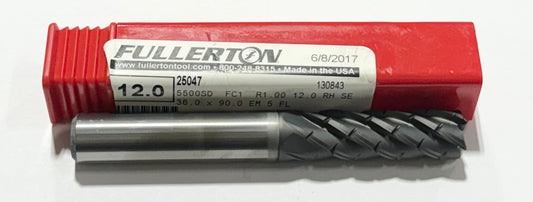 FULLERTON 6/8/2017
www.fullertontool.com • 800-248-8315 • Made in the USA
12.0 25047 130843
5500SD FC1 R1.00 12.0 RH SE
36.0 x 90.0 EM 5 FL